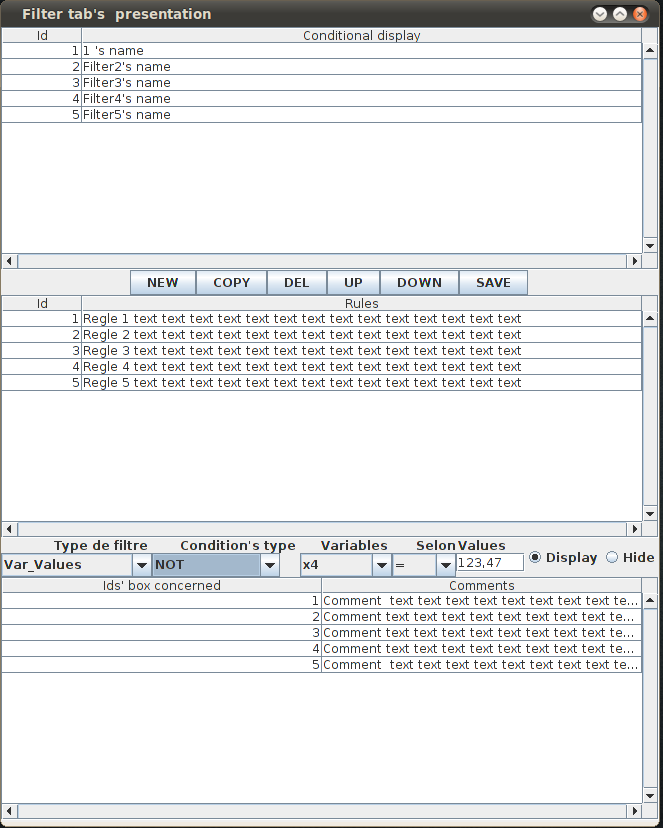 Filter tab's  presentation
Id Conditional display
1 1 's name
2 Filter2's name
3 Filter3's name
4 Filter4's name
5 Filter5's name
NEW COPY DEL UP DOWN SAVE
Id Rules
1 Regle 1 text text text text text text text text text text text text text text
2 Regle 2 text text text text text text text text text text text text text text
3 Regle 3 text text text text text text text text text text text text text text
4 Regle 4 text text text text text text text text text text text text text text
5 Regle 5 text text text text text text text text text text text text text text
Type de filtre Condition's type Variables Selon Values
Var_Values NOT x4 = 123,47 Display Hide
Ids' box concerned Comments
1 Comment  text text text text text text text text te...
2 Comment  text text text text text text text text te...
3 Comment  text text text text text text text text te...
4 Comment  text text text text text text text text te...
5 Comment  text text text text text text text text te...